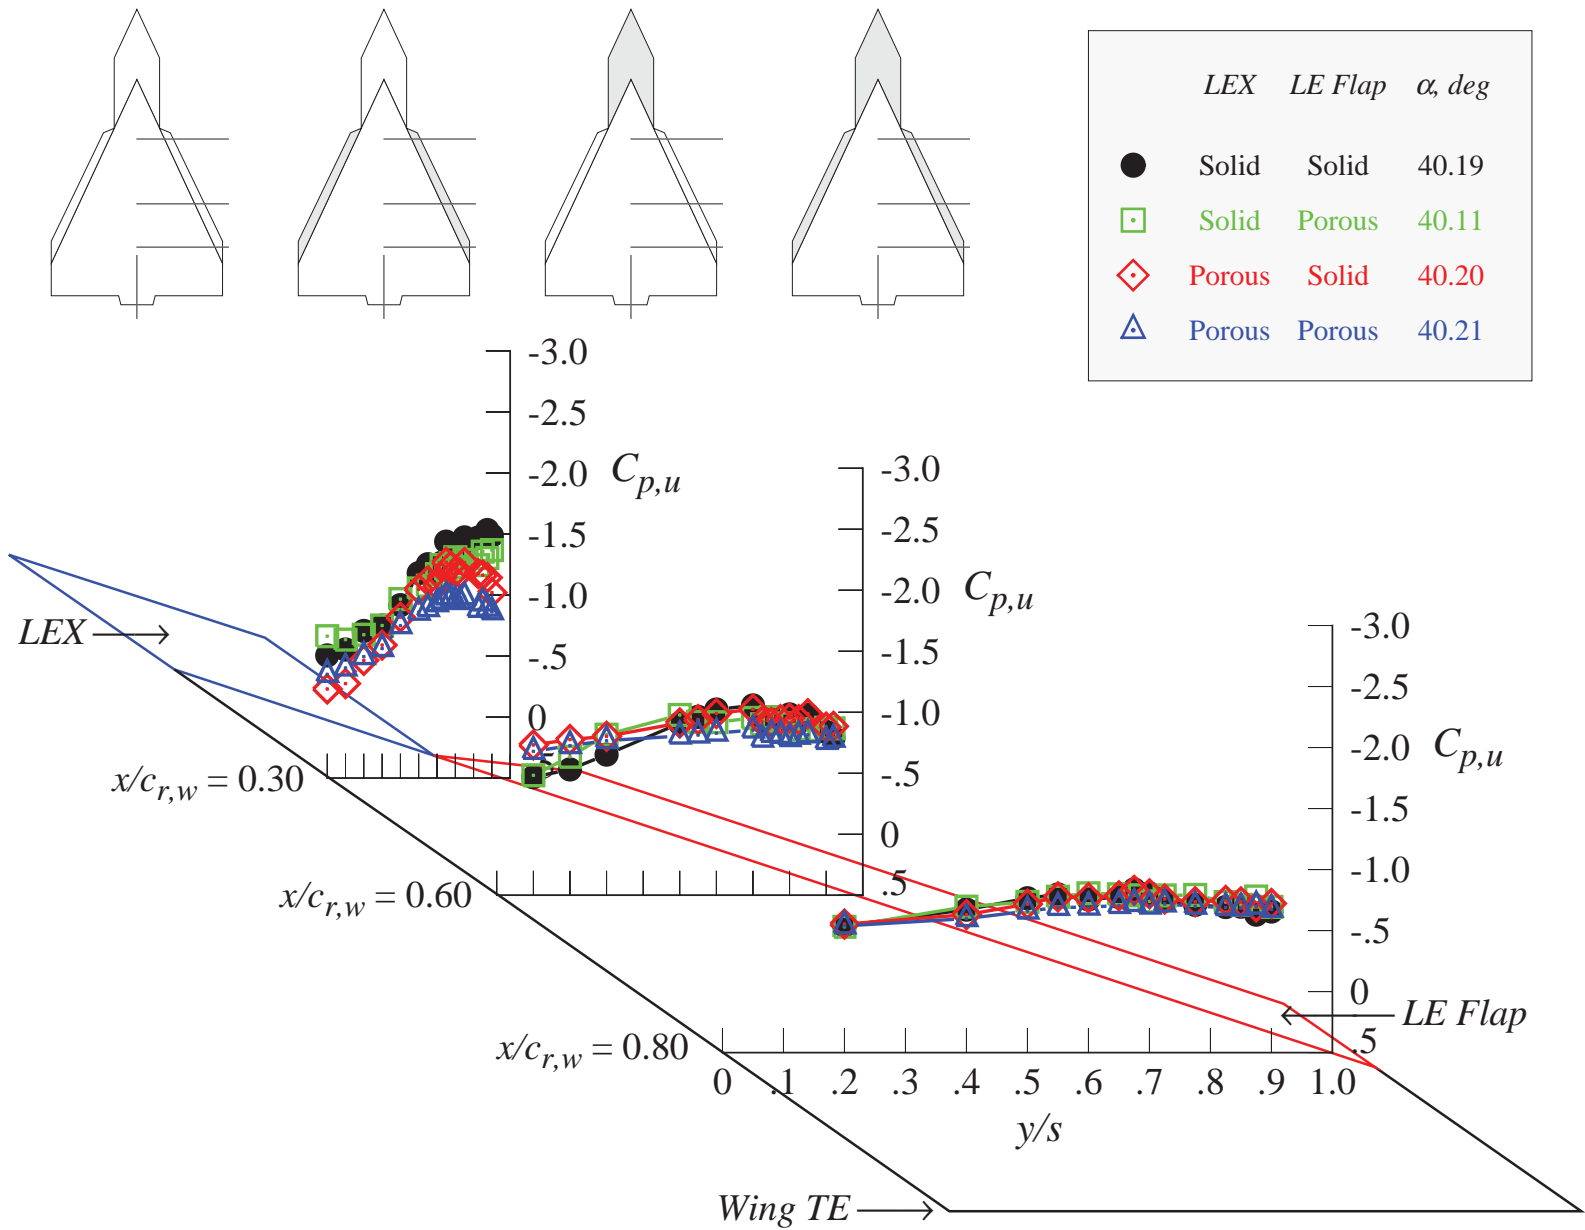 LEX LE Flap α, deg
Solid Solid 40.19
Solid Porous 40.11
Porous Solid 40.20
Porous Porous 40.21
-3.0
-2.5
-2.0
C_{p,u}
-1.5
-1.0
-.5
0
-3.0
-2.5
-2.0
C_{p,u}
-1.5
-1.0
-.5
0
.5
-3.0
-2.5
-2.0
C_{p,u}
-1.5
-1.0
-.5
0
.5
LEX
x/c_{r,w} = 0.30
x/c_{r,w} = 0.60
x/c_{r,w} = 0.80
LE Flap
0 .1 .2 .3 .4 .5 .6 .7 .8 .9 1.0
y/s
Wing TE